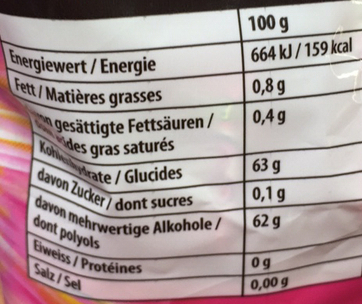 100 g
Energiewert / Energie 664 kJ / 159 kcal
Fett / Matières grasses 0,8 g
gesättigte Fettsäuren / 0,4 g
des gras saturés
Kohlenhydrate / Glucides 63 g
davon Zucker / dont sucres 0,1 g
davon mehrwertige Alkohole / 62 g
dont polyols
Eiweiss / Protéines 0 g
Salz / Sel 0,00 g